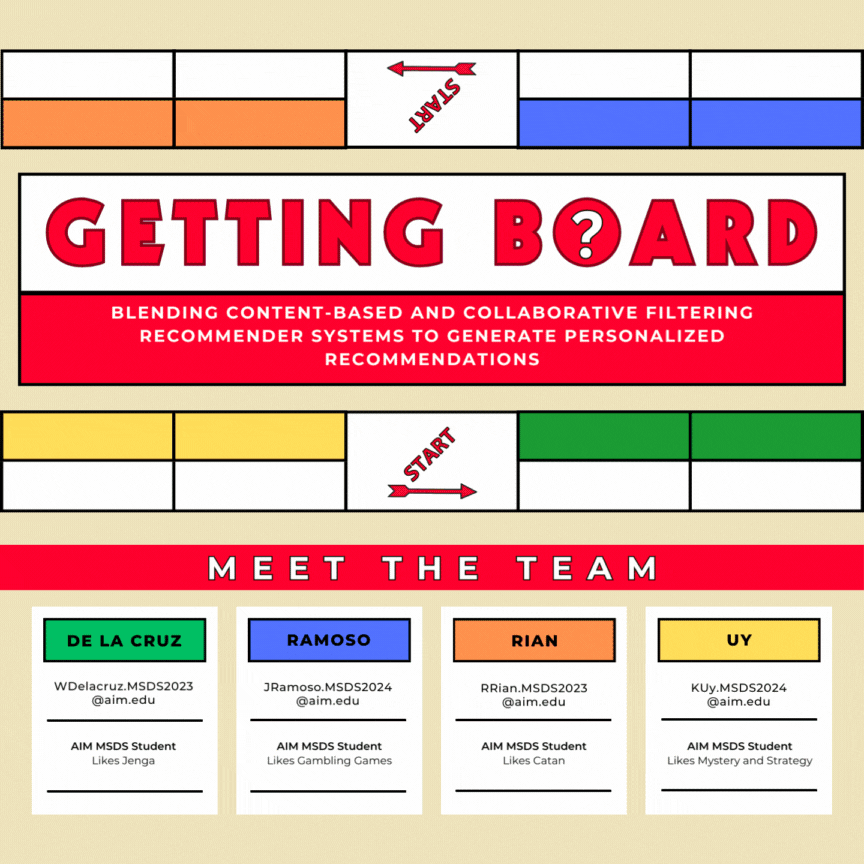 START
GETTING B?ARD
BLENDING CONTENT-BASED AND COLLABORATIVE FILTERING
RECOMMENDER SYSTEMS TO GENERATE PERSONALIZED
RECOMMENDATIONS
START
MEET THE TEAM
DE LA CRUZ
WDelacruz.MSDS2023
@aim.edu
AIM MSDS Student
Likes Jenga
RAMOSO
JRamoso.MSDS2024
@aim.edu
AIM MSDS Student
Likes Gambling Games
RIAN
RRian.MSDS2023
@aim.edu
AIM MSDS Student
Likes Catan
UY
KUy.MSDS2024
@aim.edu
AIM MSDS Student
Likes Mystery and Strategy